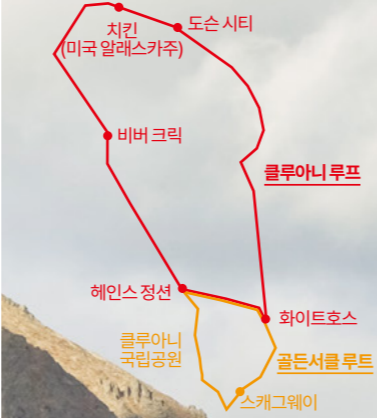 치킨
(미국 알래스카주)
도슨 시티
비버 크릭
클루아니 루프
헤인스 정션
화이트호스
클루아니
국립공원
골든서클 루트
스캐그웨이